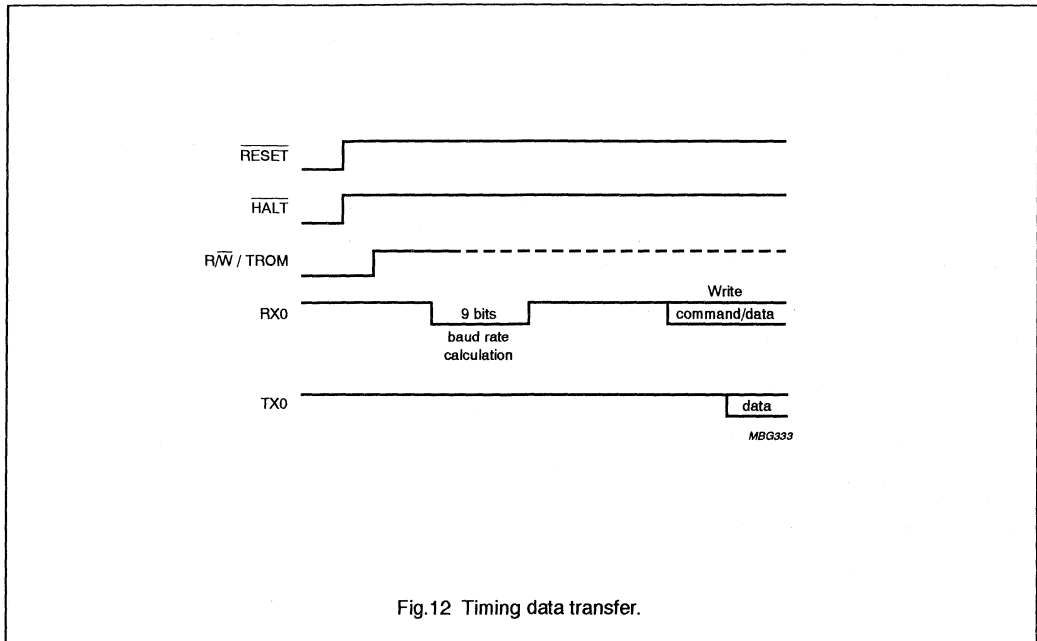 RESET
HALT
R/W / TROM
Write
RX0
9 bits
command/data
baud rate
calculation
TX0
data
MBG333
Fig.12 Timing data transfer.